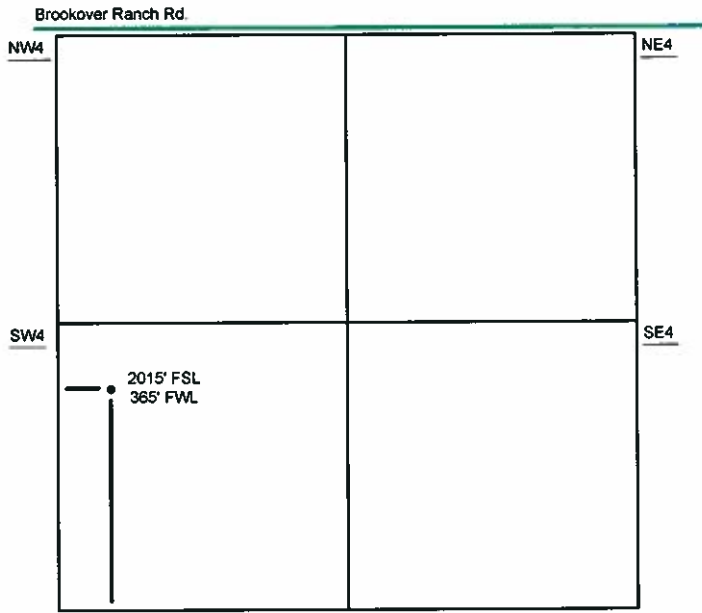 Brookover Ranch Rd.
NW4
NE4
SW4
SE4
2015' FSL
365' FWL